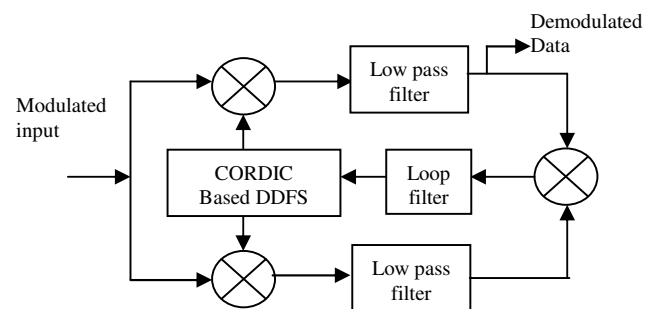 Demodulated
Data
Low pass
filter
Modulated
input
CORDIC
Based DDFS
Loop
filter
Low pass
filter